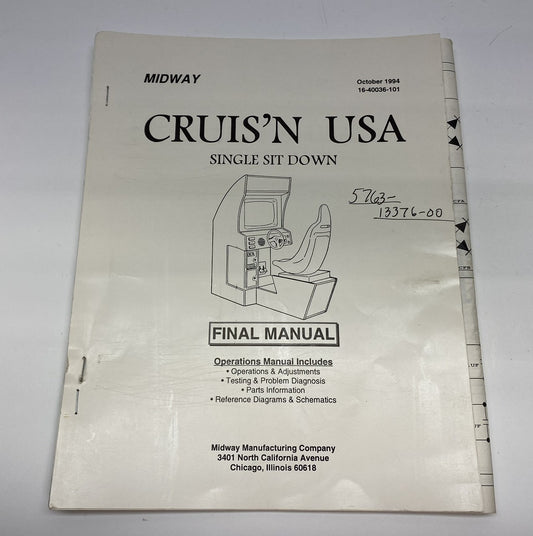 MIDWAY
October 1994
16-40036-101
CRUIS'N USA
SINGLE SIT DOWN
5763-
13376-00
FINAL MANUAL
Operations Manual Includes
• Operations & Adjustments
• Testing & Problem Diagnosis
• Parts Information
• Reference Diagrams & Schematics
Midway Manufacturing Company
3401 North California Avenue
Chicago, Illinois 60618